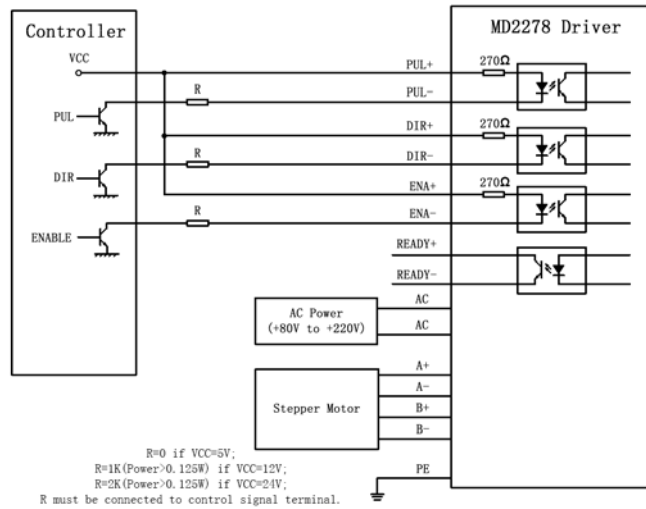 Controller
MD2278 Driver
VCC
PUL+
270Ω
R
PUL-
PUL
DIR+
270Ω
R
DIR-
DIR
ENA+
270Ω
R
ENA-
ENABLE
READY+
READY-
AC Power
(+80V to +220V)
AC
AC
Stepper Motor
A+
A-
B+
B-
PE
R=0 if VCC=5V;
R=1K(Power>0.125W) if VCC=12V;
R=2K(Power>0.125W) if VCC=24V;
R must be connected to control signal terminal.